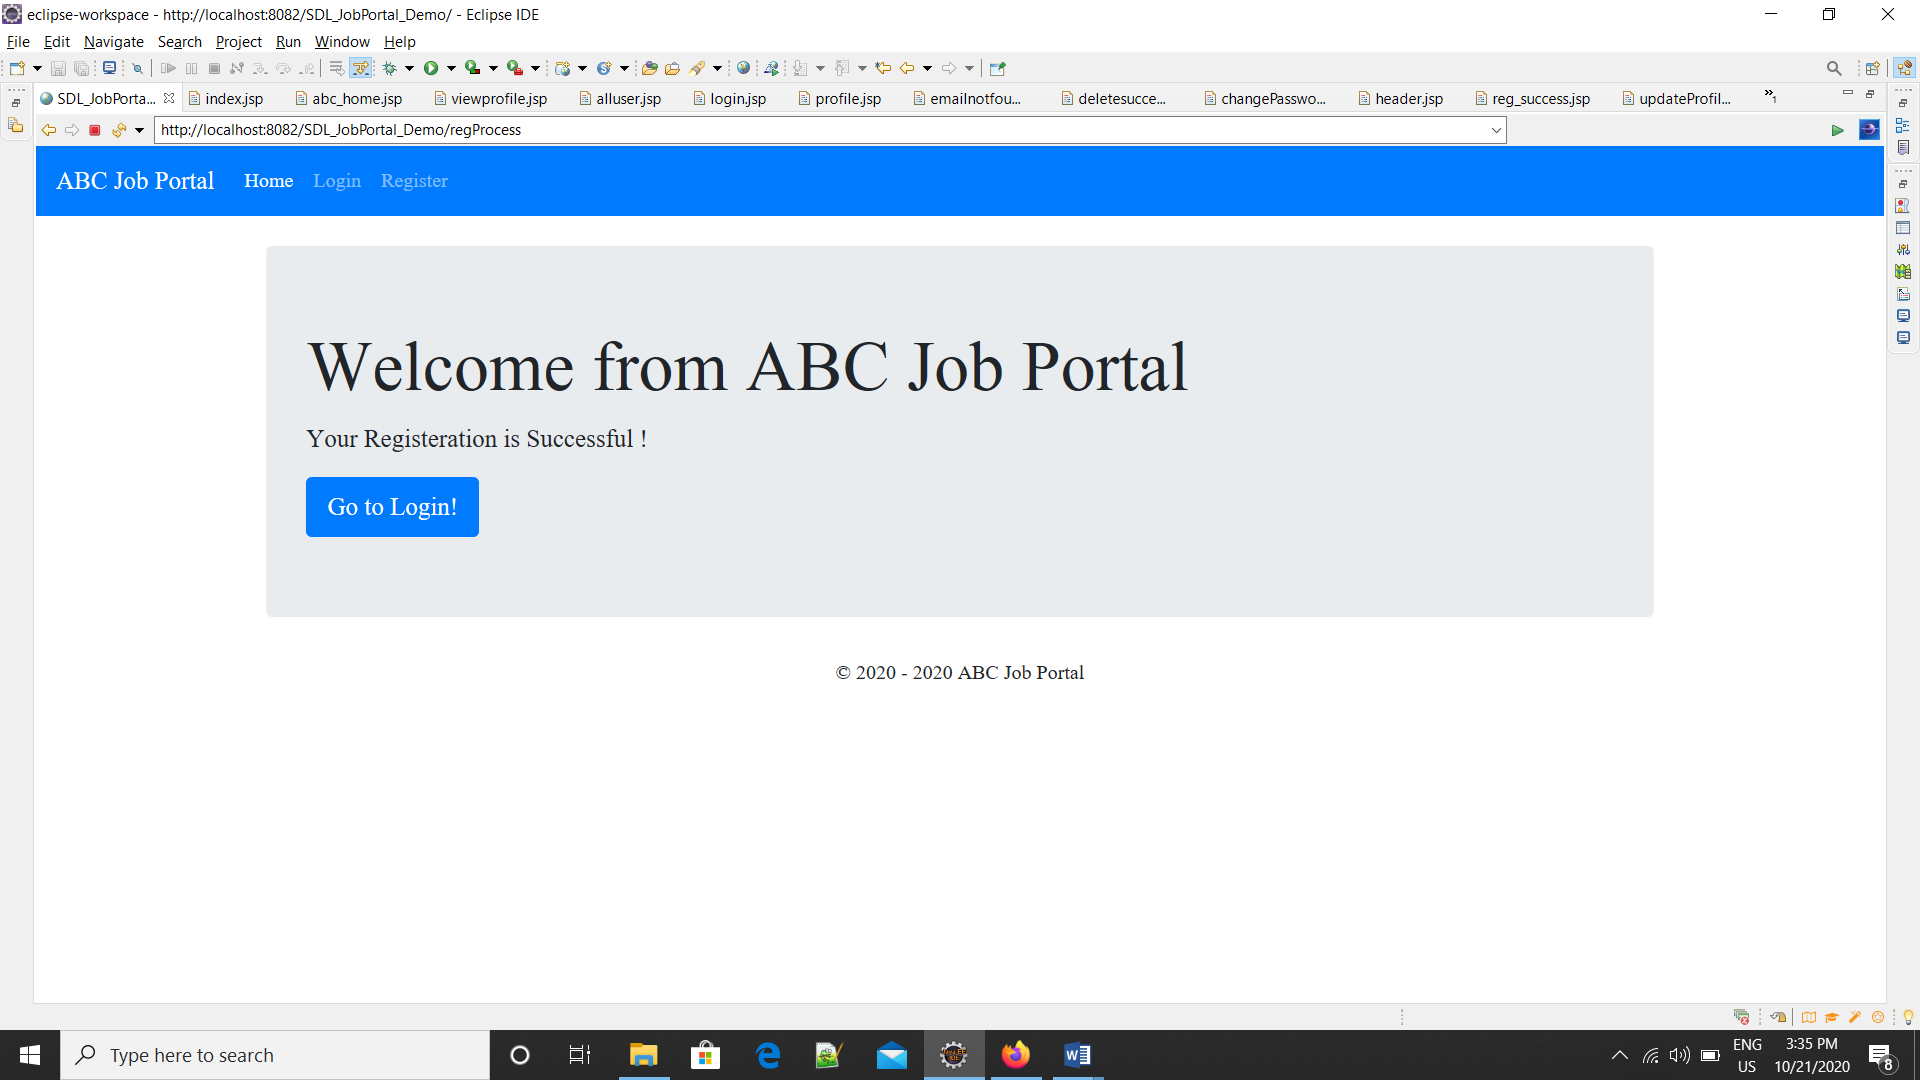 eclipse-workspace - http://localhost:8082/SDL_JobPortal_Demo/ - Eclipse IDE
File Edit Navigate Search Project Run Window Help
SDL_JobPorta... index.jsp abc_home.jsp viewprofile.jsp alluser.jsp login.jsp profile.jsp emailnotfou... deletesucce... changePasswo... header.jsp reg_success.jsp updateProfil... »1
http://localhost:8082/SDL_JobPortal_Demo/regProcess
ABC Job Portal Home Login Register
Welcome from ABC Job Portal
Your Registeration is Successful !
Go to Login!
© 2020 - 2020 ABC Job Portal
Type here to search
ENG
US
3:35 PM
10/21/2020
8